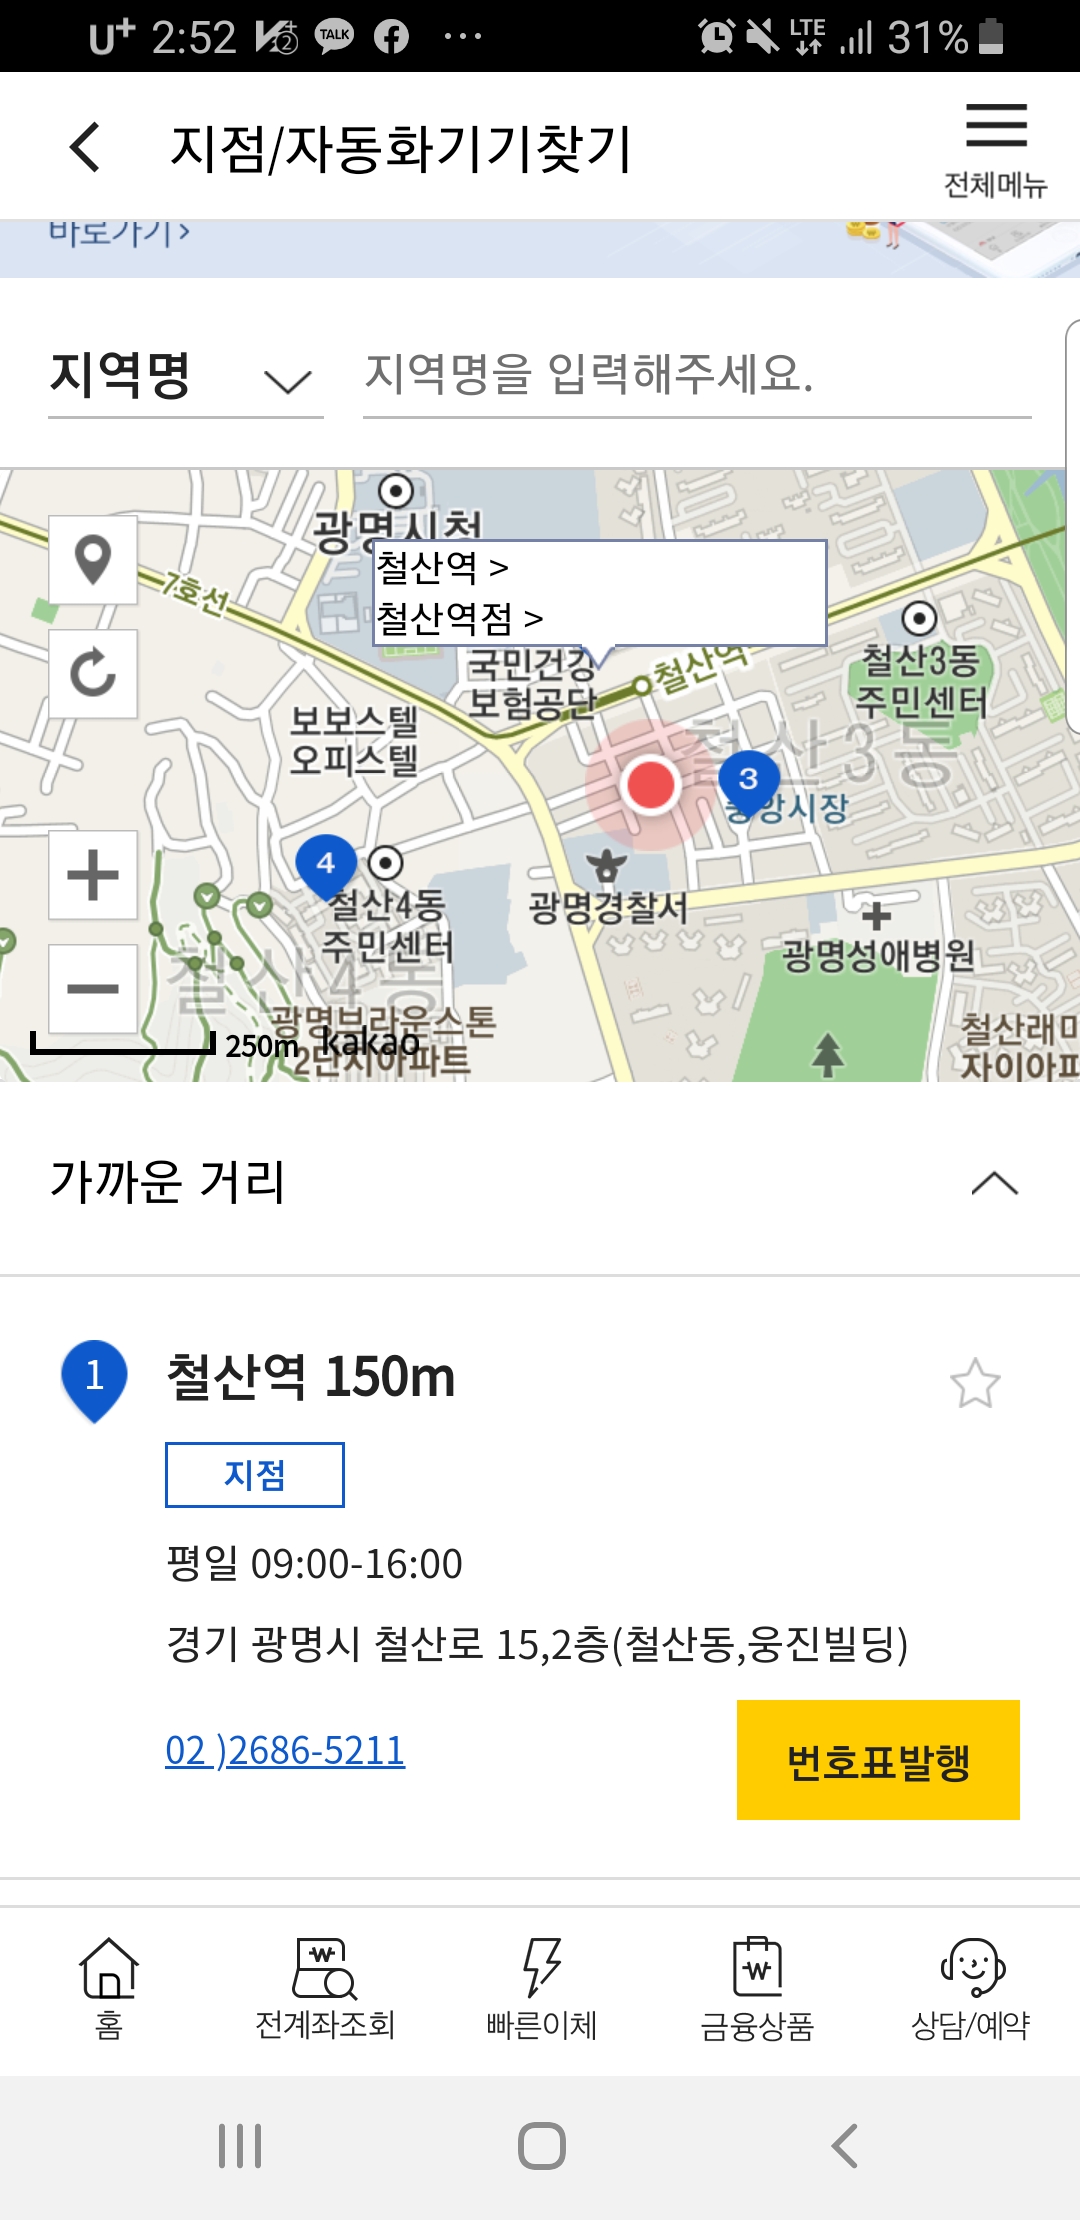 U+ 2:52 TALK LTE 31%
지점/자동화기기찾기
전체메뉴
바로가기 >
지역명
지역명을 입력해주세요.
광명시청
철산역 >
철산역점 >
7호선
국민건강
보험공단
철산역
철산3동
주민센터
보보스텔
오피스텔
철산3동
3
중앙시장
4
철산4동
주민센터
광명경찰서
광명성애병원
철산4동
광명브라운스톤
2단지아파트
250m
kakao
철산래미
자이아파
가까운 거리
1
철산역 150m
지점
평일 09:00-16:00
경기 광명시 철산로 15,2층(철산동,웅진빌딩)
02 )2686-5211
번호표발행
홈
전계좌조회
빠른이체
금융상품
상담/예약